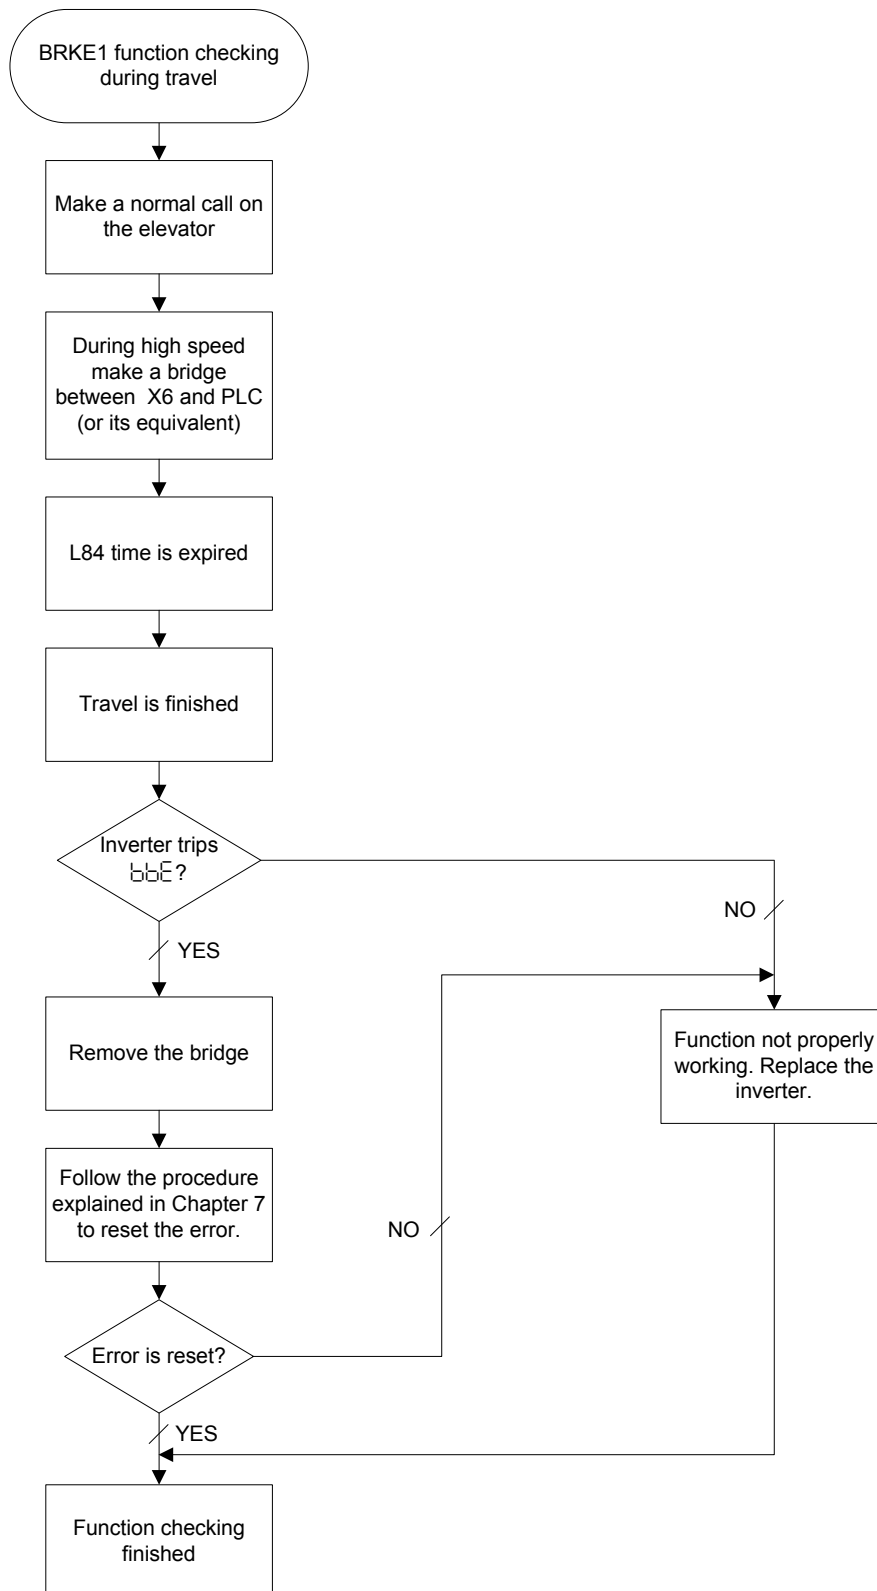 BRKE1 function checking
during travel
Make a normal call on
the elevator
During high speed
make a bridge
between X6 and PLC
(or its equivalent)
L84 time is expired
Travel is finished
Inverter trips
bbE?
NO
YES
Remove the bridge
Function not properly
working. Replace the
inverter.
Follow the procedure
explained in Chapter 7
to reset the error.
NO
Error is reset?
YES
Function checking
finished